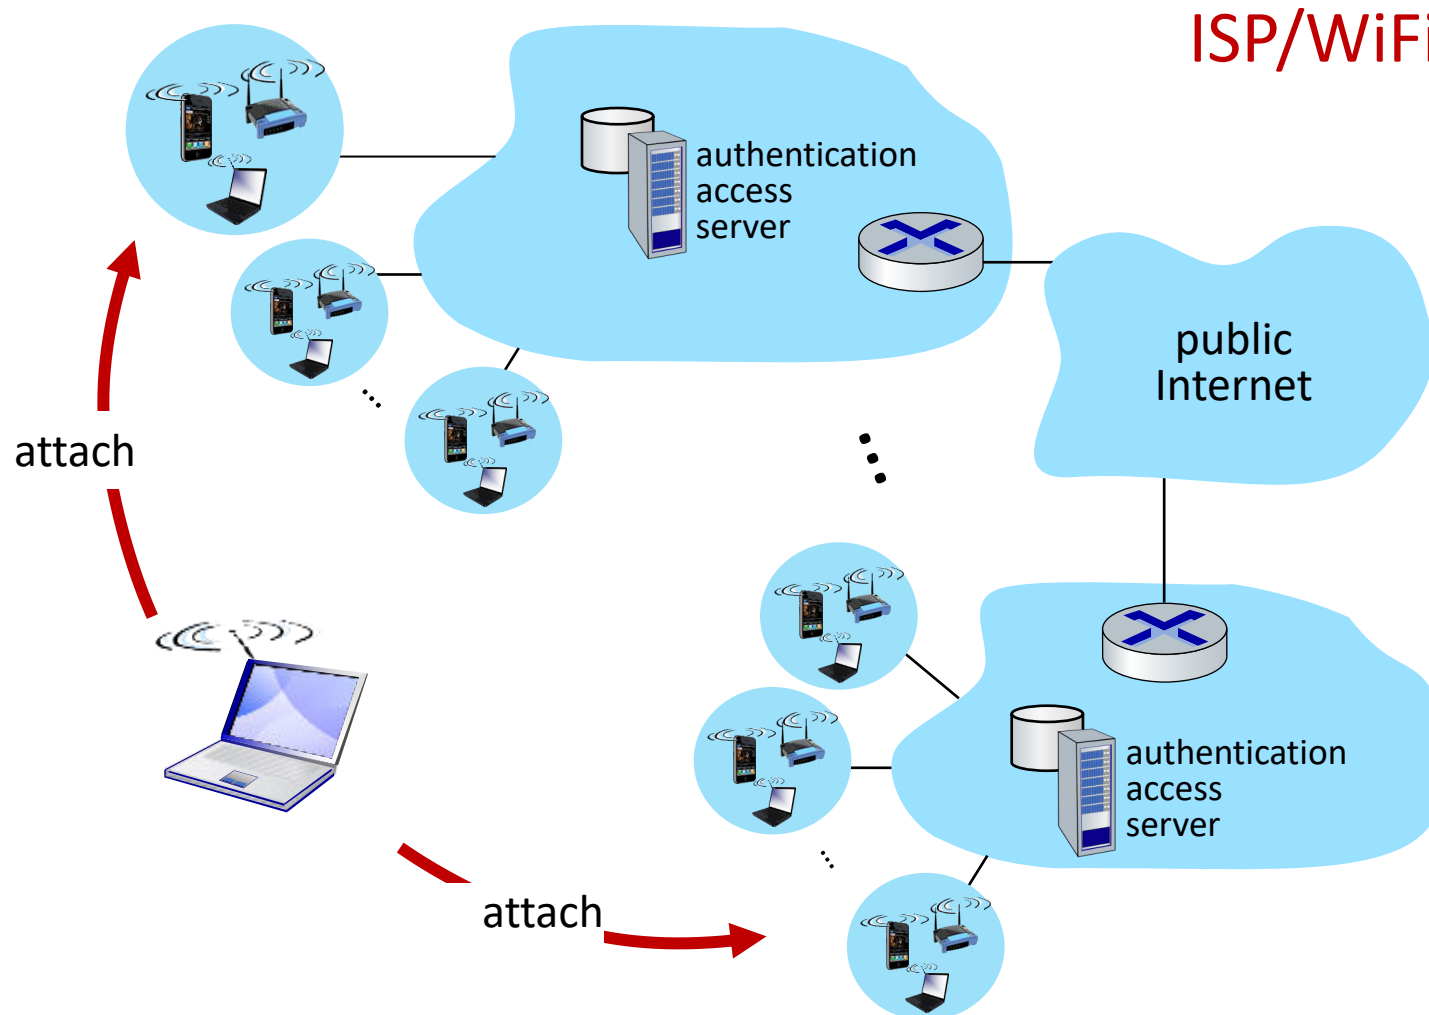 ISP/WiFi
authentication
access
server
public
Internet
attach
authentication
access
server
attach